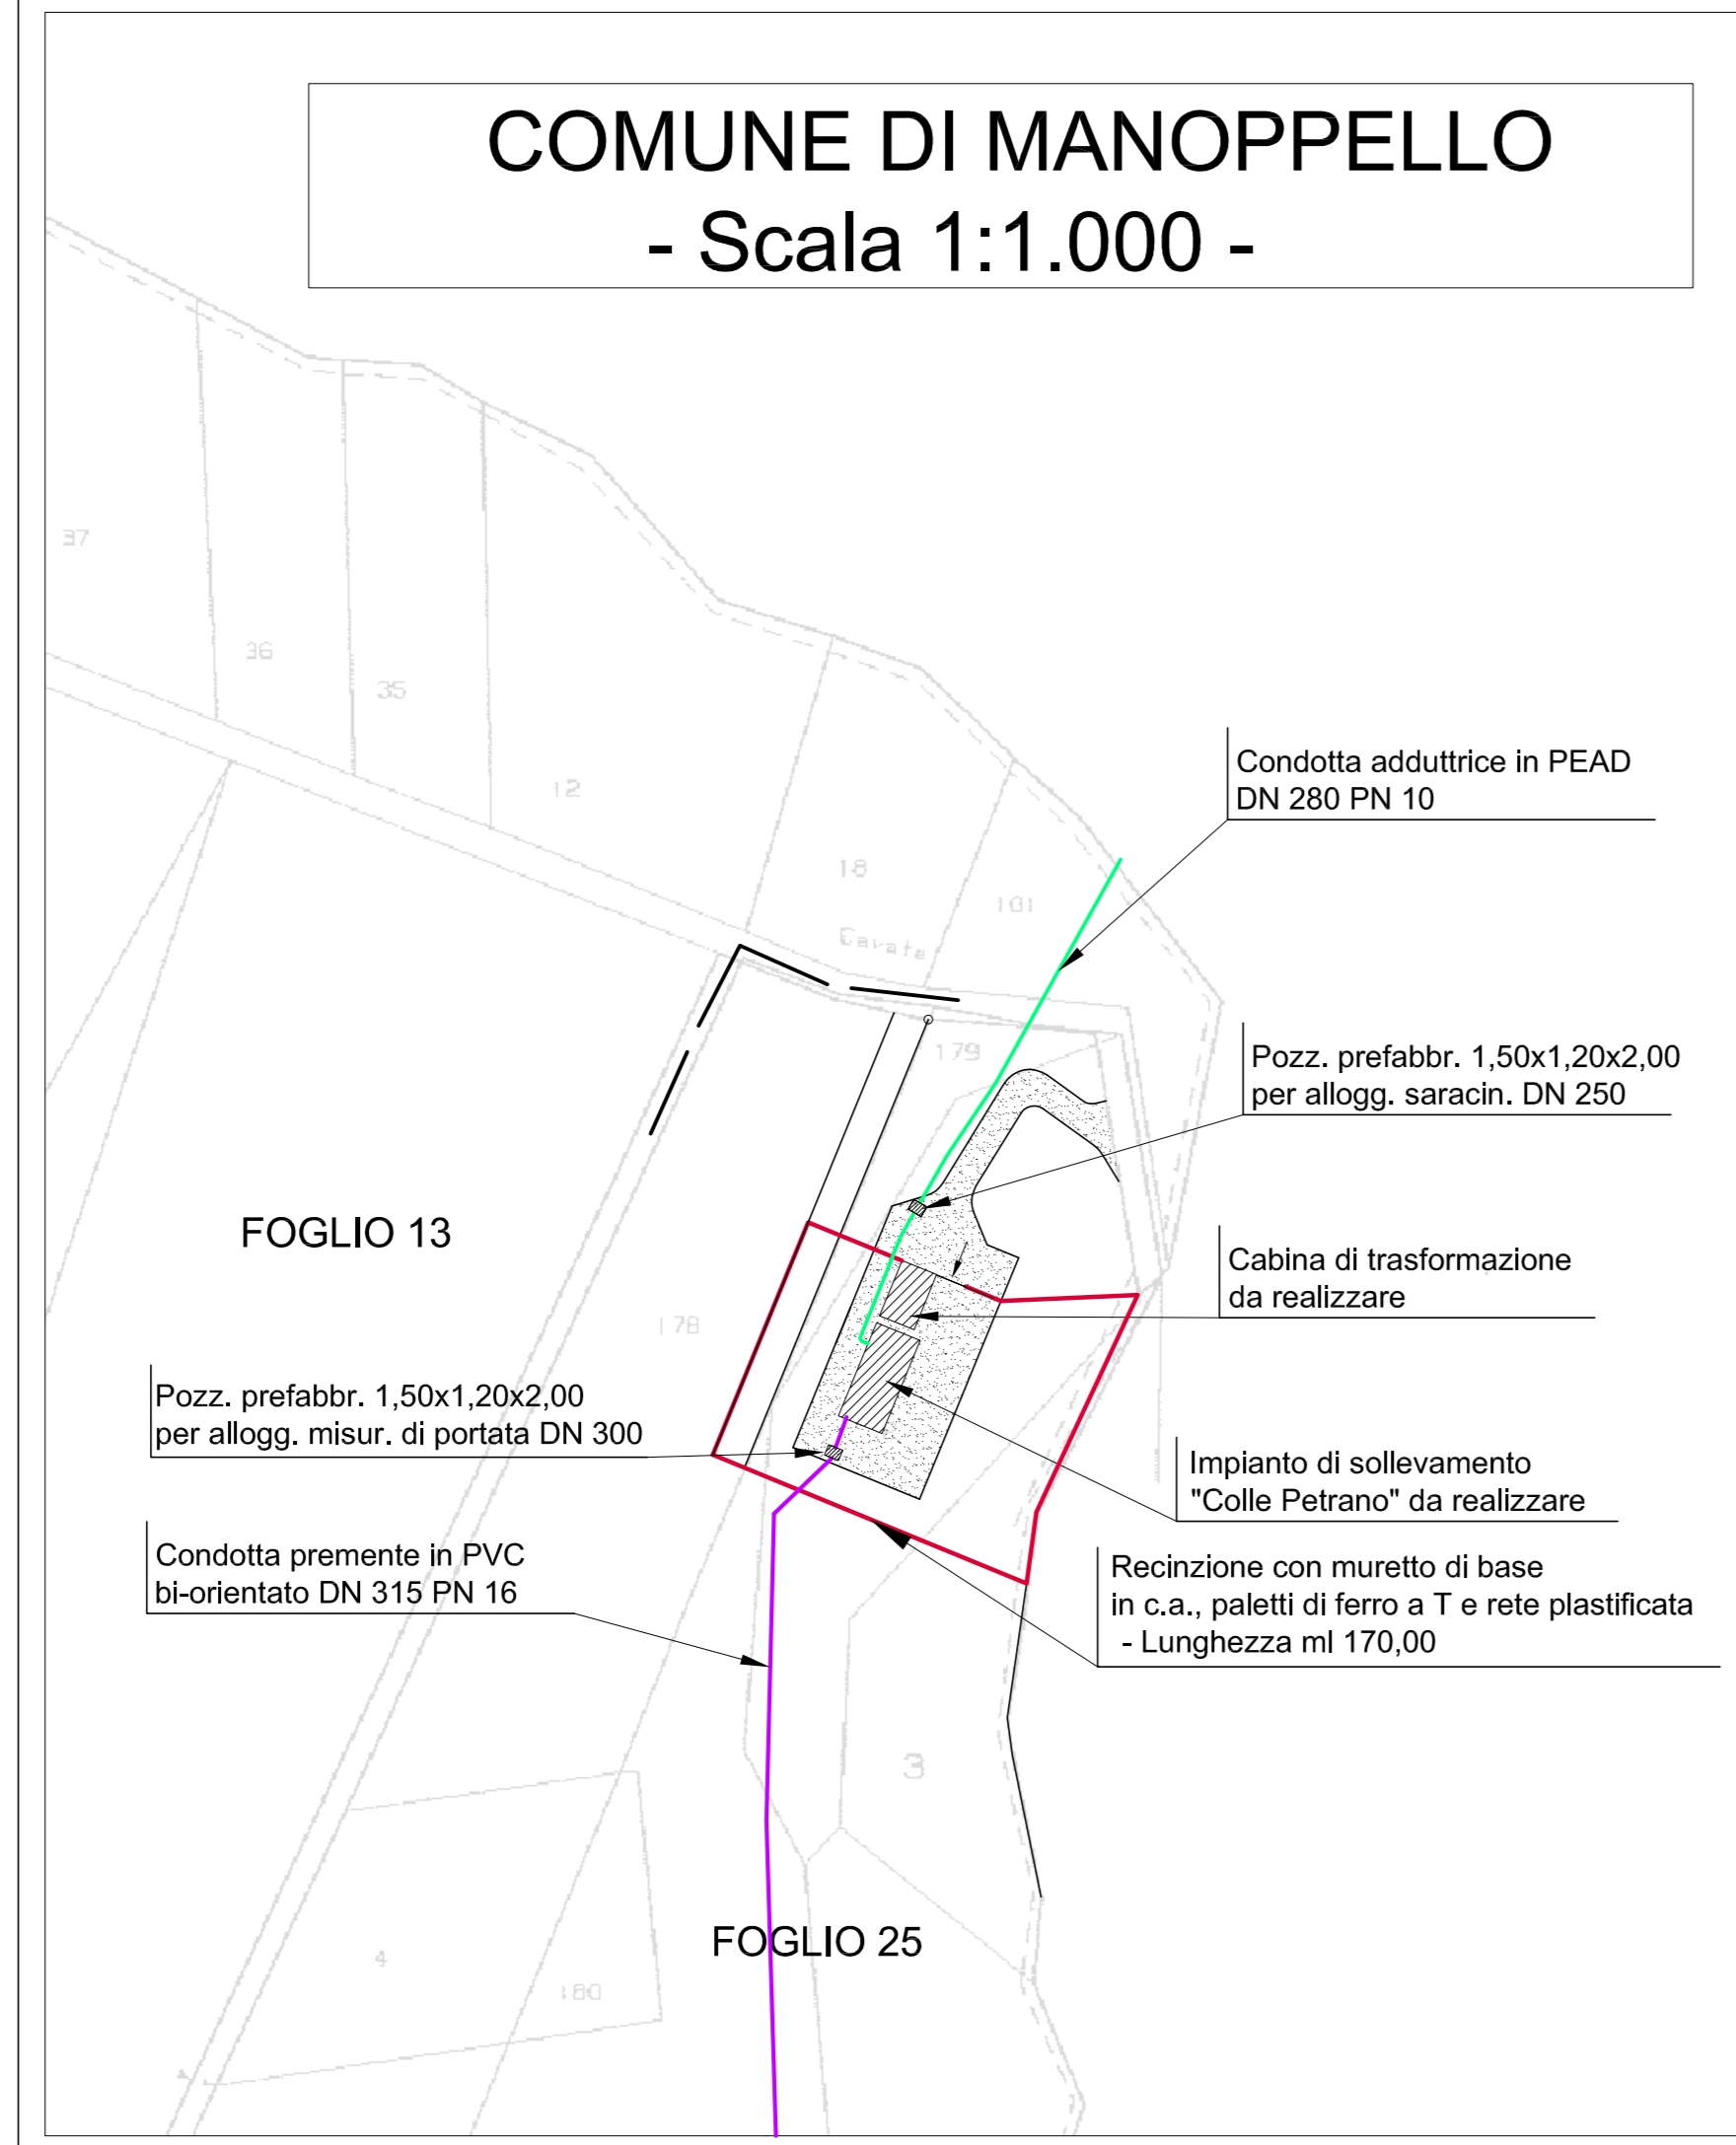 COMUNE DI MANOPPELLO
- Scala 1:1.000 -
37
36
35
12
18
101
Cavata
179
Condotta adduttrice in PEAD
DN 280 PN 10
Pozz. prefabbr. 1,50x1,20x2,00
per allogg. saracin. DN 250
FOGLIO 13
Cabina di trasformazione
da realizzare
178
Pozz. prefabbr. 1,50x1,20x2,00
per allogg. misur. di portata DN 300
Impianto di sollevamento
"Colle Petrano" da realizzare
Condotta premente in PVC
bi-orientato DN 315 PN 16
Recinzione con muretto di base
in c.a., paletti di ferro a T e rete plastificata
- Lunghezza ml 170,00
3
FOGLIO 25
4
180